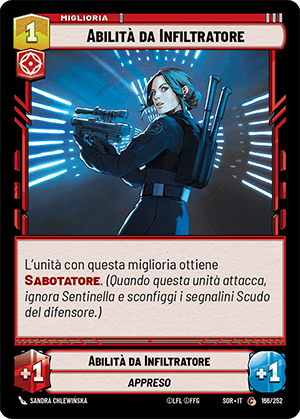 MIGLIORIA
1
ABILITÀ DA INFILTRATORE
L'unità con questa miglioria ottiene
SABOTATORE. (Quando questa unità attacca,
ignora Sentinella e sconfiggi i segnalini Scudo
del difensore.)
+1
ABILITÀ DA INFILTRATORE
APPRESO
+1
SANDRA CHLEWIŃSKA
©LFL ©FFG
SOR • IT
C
166/252